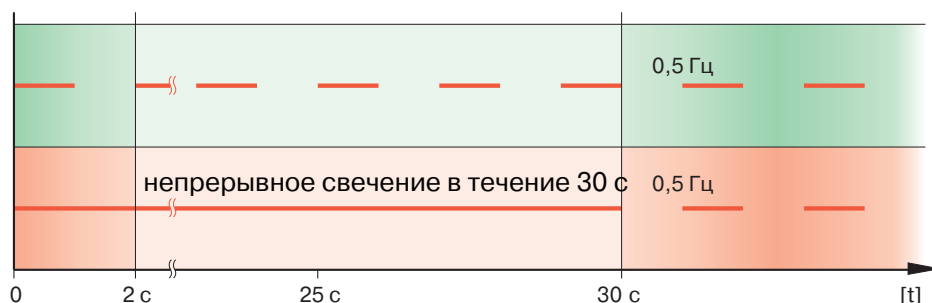 0,5 Гц
непрерывное свечение в течение 30 с
0,5 Гц
0
2 с
25 с
30 с
[t]